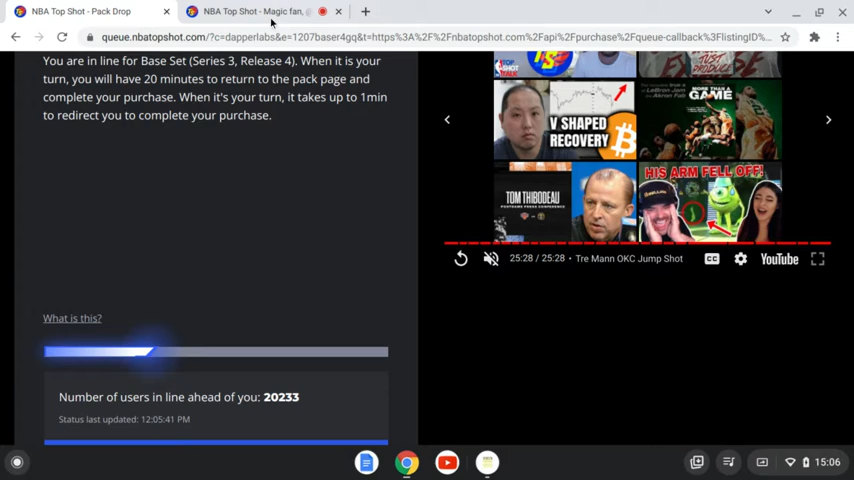 NBA Top Shot - Pack Drop
NBA Top Shot - Magic fan,
queue.nbatopshot.com/?c=dapperlabs&e=1207baser4gq&t=https%3A%2F%2Fnbatopshot.com%2Fapi%2Fpurchase%2Fqueue-callback%3FlistingID%
You are in line for Base Set (Series 3, Release 4). When it is your
turn, you will have 20 minutes to return to the pack page and
complete your purchase. When it's your turn, it takes up to 1min
to redirect you to complete your purchase.
What is this?
Number of users in line ahead of you: 20233
Status last updated: 12:05:41 PM
TOP
SHOT
TALK
V SHAPED
RECOVERY
MORE THAN A
GAME
TOM THIBODEAU
HIS ARM FELL OFF!
25:28 / 25:28 • Tre Mann OKC Jump Shot
CC
YouTube
15:06